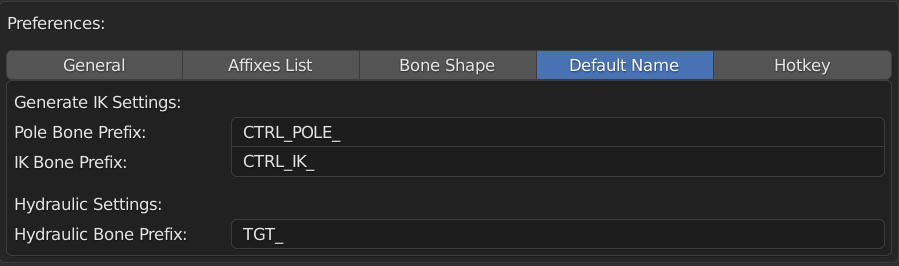 Preferences:
General Affixes List Bone Shape Default Name Hotkey
Generate IK Settings:
Pole Bone Prefix: CTRL_POLE_
IK Bone Prefix: CTRL_IK_
Hydraulic Settings:
Hydraulic Bone Prefix: TGT_